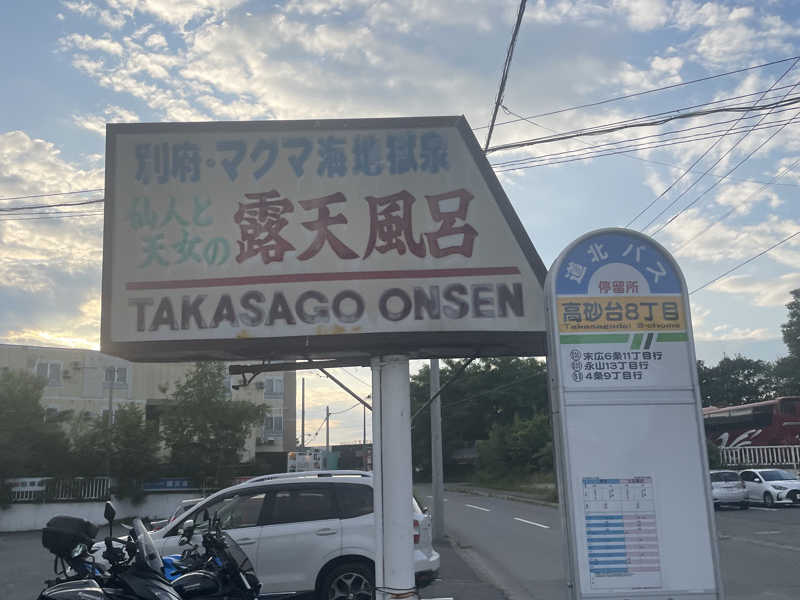 別府・マグマ海地獄泉
仙人と
天女の
露天風呂
TAKASAGO ONSEN
道北バス
停留所
高砂台8丁目
Takasagodai 8-chome
末広6条11丁目行
永山13丁目行
4条9丁目行